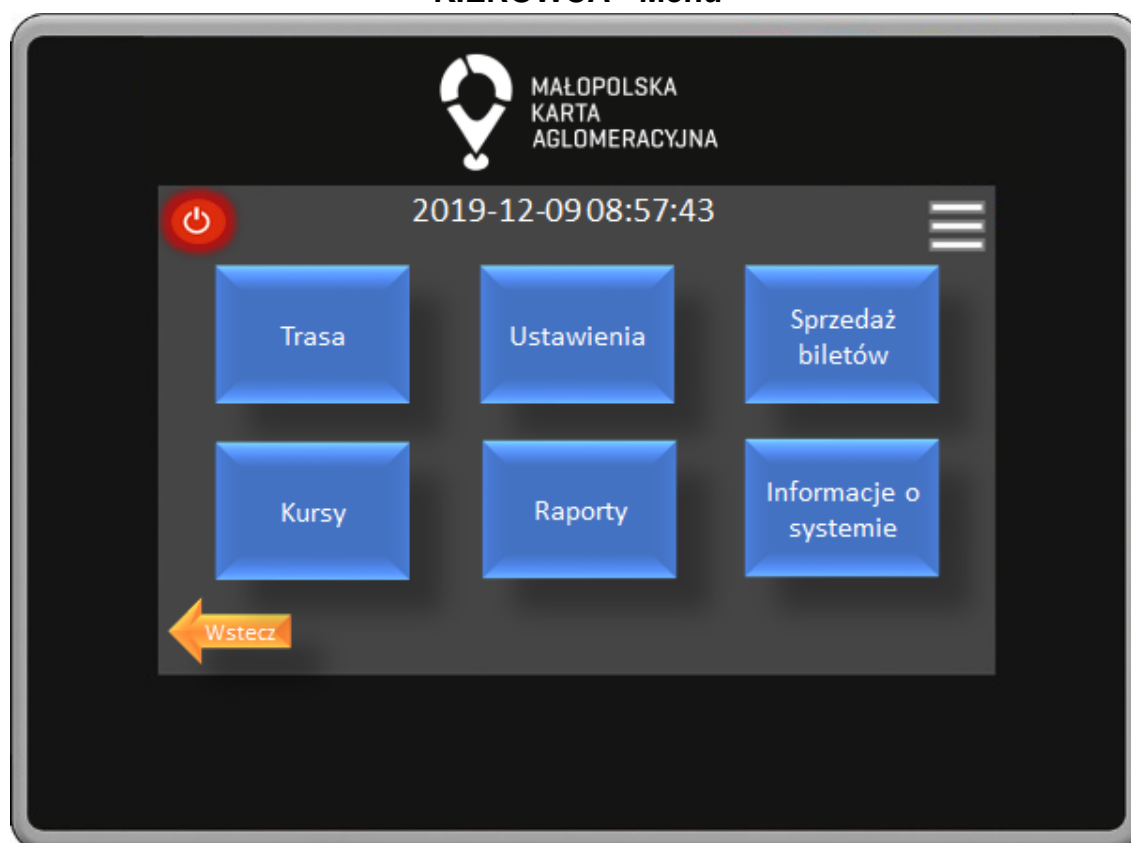 KIEROWCA - Menu
MAŁOPOLSKA
KARTA
AGLOMERACYJNA
2019-12-09 08:57:43
Trasa
Ustawienia
Sprzedaż
biletów
Kursy
Raporty
Informacje o
systemie
Wstecz